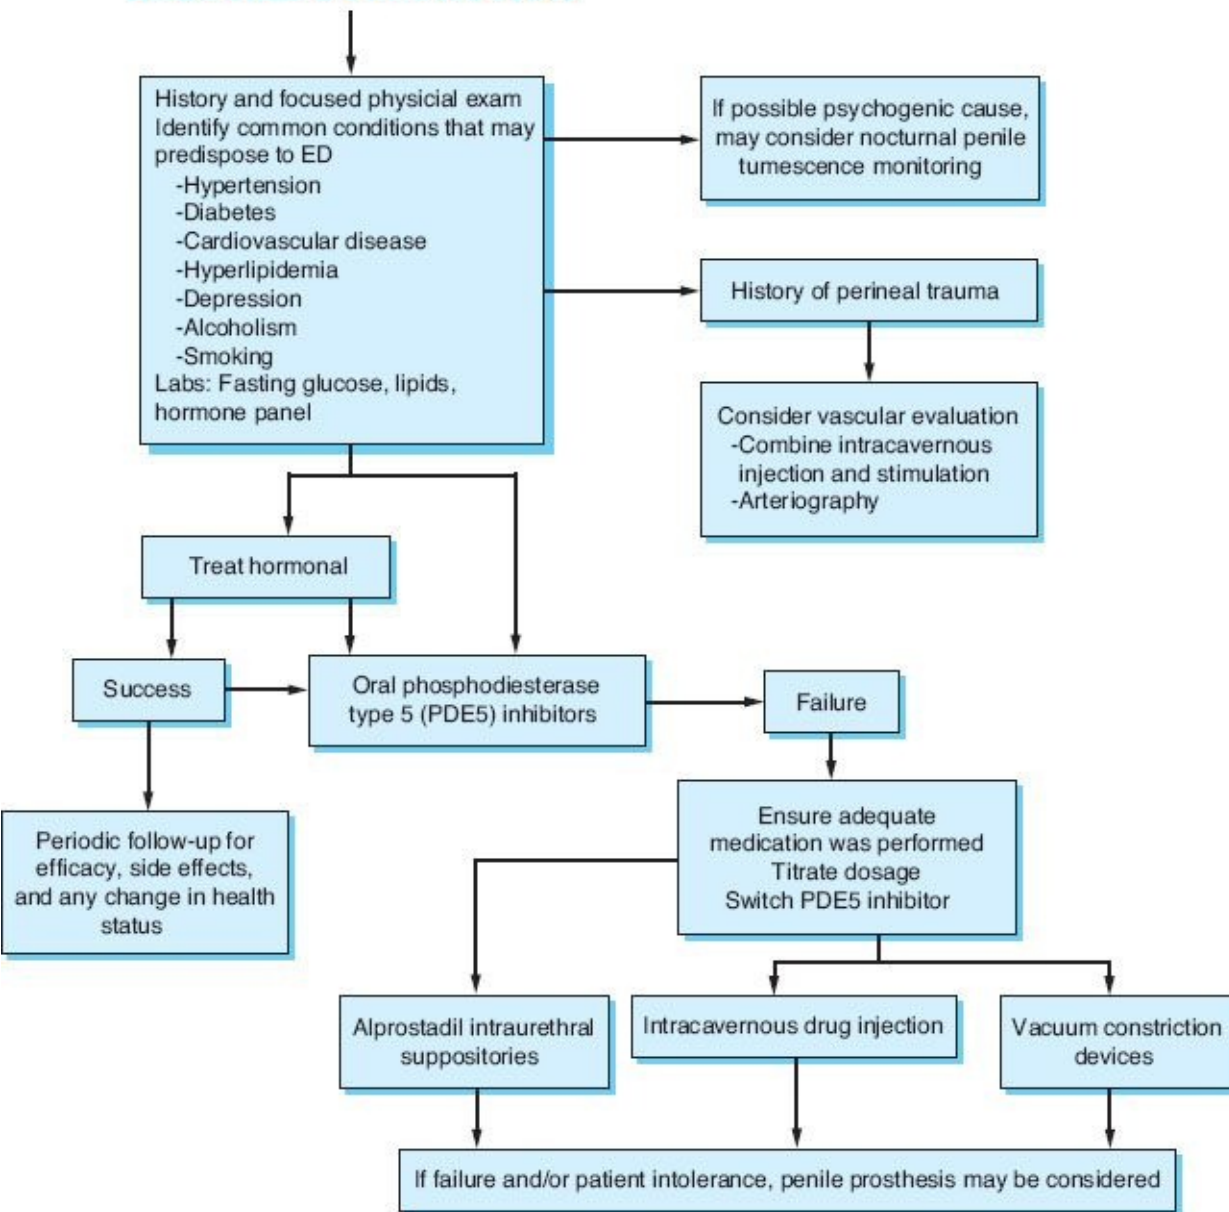 History and focused physicial exam
Identify common conditions that may
predispose to ED
-Hypertension
-Diabetes
-Cardiovascular disease
-Hyperlipidemia
-Depression
-Alcoholism
-Smoking
Labs: Fasting glucose, lipids,
hormone panel
If possible psychogenic cause,
may consider nocturnal penile
tumescence monitoring
History of perineal trauma
Consider vascular evaluation
-Combine intracavernous
injection and stimulation
-Arteriography
Treat hormonal
Success
Oral phosphodiesterase
type 5 (PDE5) inhibitors
Failure
Periodic follow-up for
efficacy, side effects,
and any change in health
status
Ensure adequate
medication was performed
Titrate dosage
Switch PDE5 inhibitor
Alprostadil intraurethral
suppositories
Intracavernous drug injection
Vacuum constriction
devices
If failure and/or patient intolerance, penile prosthesis may be considered